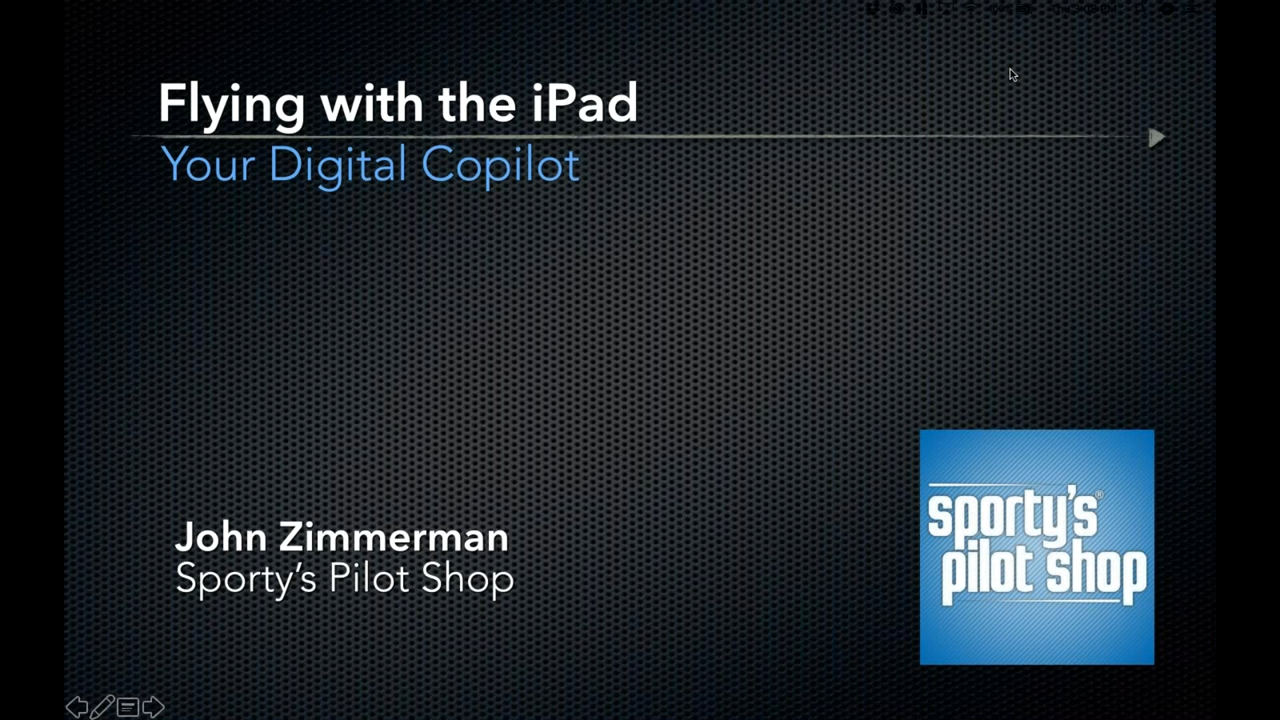 Flying with the iPad
Your Digital Copilot
John Zimmerman
Sporty's Pilot Shop
sporty's®
pilot shop